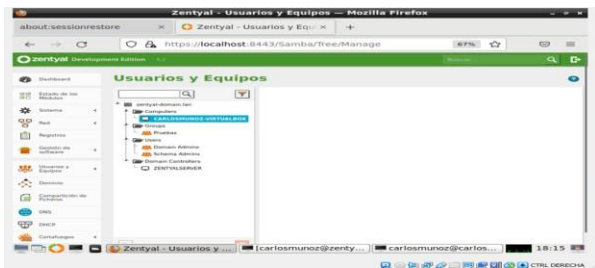 Zentyal - Usuarios y Equipos — Mozilla Firefox
about:sessionrestore
Zentyal - Usuarios y Equi
https://localhost:8443/Samba/Tree/Manage
67%
zentyal Development Edition
Usuarios y Equipos
Dashboard
Estado de los Módulos
Sistema
Red
Registros
Gestión de software
Usuarios y Equipos
Dominio
Compartición de Ficheros
DNS
DHCP
Cortafuegos
zentyal-domain.lan
Computers
CARLOSMUNOZ-VIRTUALBOX
Groups
Pruebas
Users
Domain Admins
Schema Admins
Domain Controllers
ZENTYALSERVER
Zentyal - Usuarios y ...
[carlosmunoz@zenty...
carlosmunoz@carlos...
18:15
CTRL DERECHA